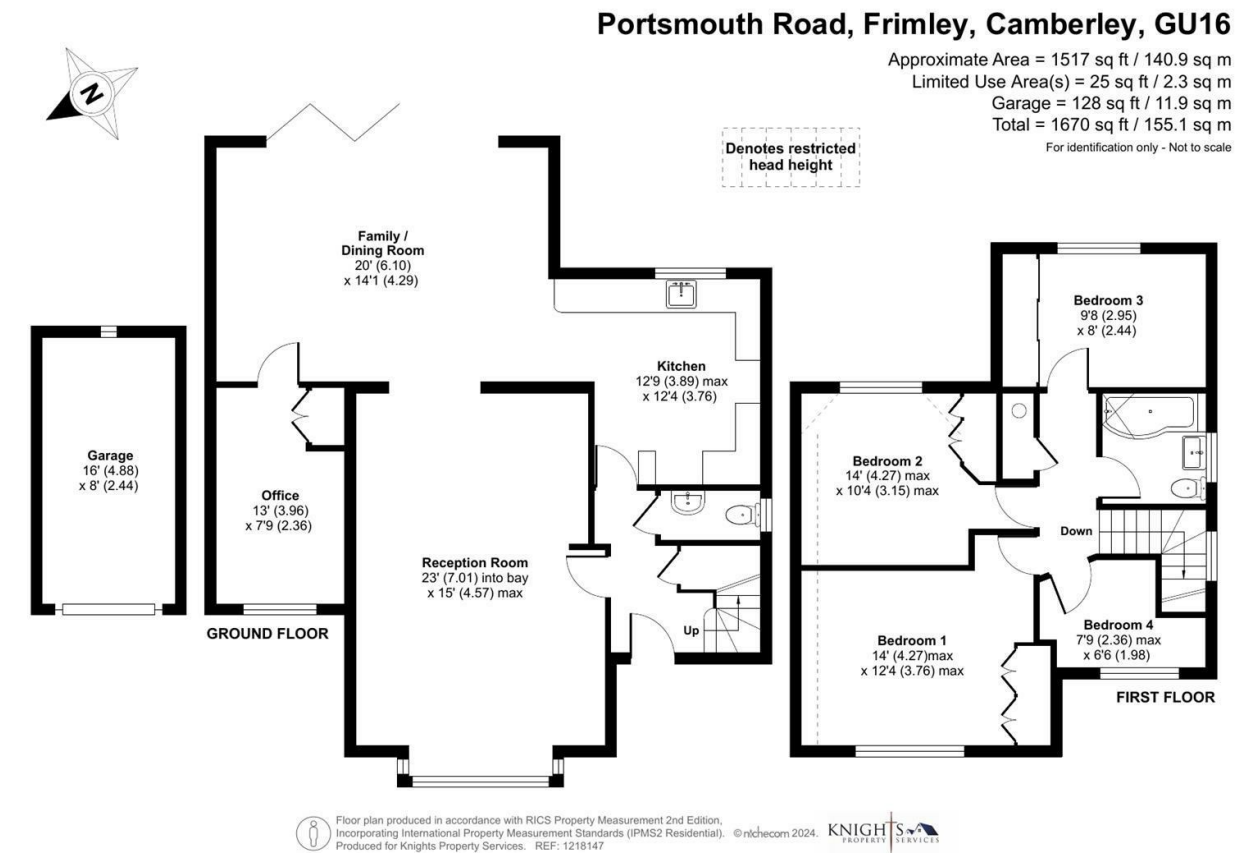 Portsmouth Road, Frimley, Camberley, GU16
Approximate Area = 1517 sq ft / 140.9 sq m
Limited Use Area(s) = 25 sq ft / 2.3 sq m
Garage = 128 sq ft / 11.9 sq m
Total = 1670 sq ft / 155.1 sq m
For identification only - Not to scale
N
Denotes restricted
head height
Family /
Dining Room
20' (6.10)
x 14'1 (4.29)
Kitchen
12'9 (3.89) max
x 12'4 (3.76)
Garage
16' (4.88)
x 8' (2.44)
Office
13' (3.96)
x 7'9 (2.36)
Reception Room
23' (7.01) into bay
x 15' (4.57) max
Up
GROUND FLOOR
Bedroom 3
9'8 (2.95)
x 8' (2.44)
Bedroom 2
14' (4.27) max
x 10'4 (3.15) max
Down
Bedroom 1
14' (4.27)max
x 12'4 (3.76) max
Bedroom 4
7'9 (2.36) max
x 6'6 (1.98)
FIRST FLOOR
Floor plan produced in accordance with RICS Property Measurement 2nd Edition,
Incorporating International Property Measurement Standards (IPMS2 Residential). © nichecom 2024.
Produced for Knights Property Services. REF: 1218147
KNIGHTS
PROPERTY SERVICES